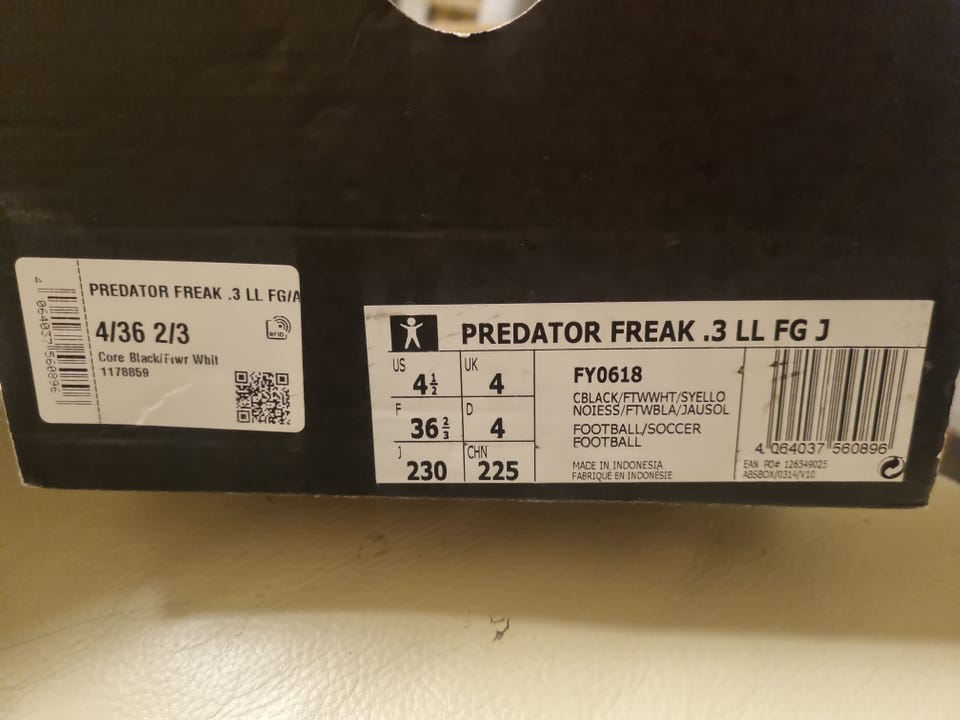 PREDATOR FREAK .3 LL FG/A
4/36 2/3
RFID
Core Black/Ftwr Whit
1178859
4 064037 560896
PREDATOR FREAK .3 LL FG J
US 4½ UK 4
F 36⅔ D 4
J 230 CHN 225
FY0618
CBLACK/FTWWHT/SYELLO
NOIESS/FTWBLA/JAUSOL
FOOTBALL/SOCCER
FOOTBALL
MADE IN INDONESIA
FABRIQUÉ EN INDONÉSIE
4 064037 560896
EAN PO# 126549025
ABSBOX/0314/V10